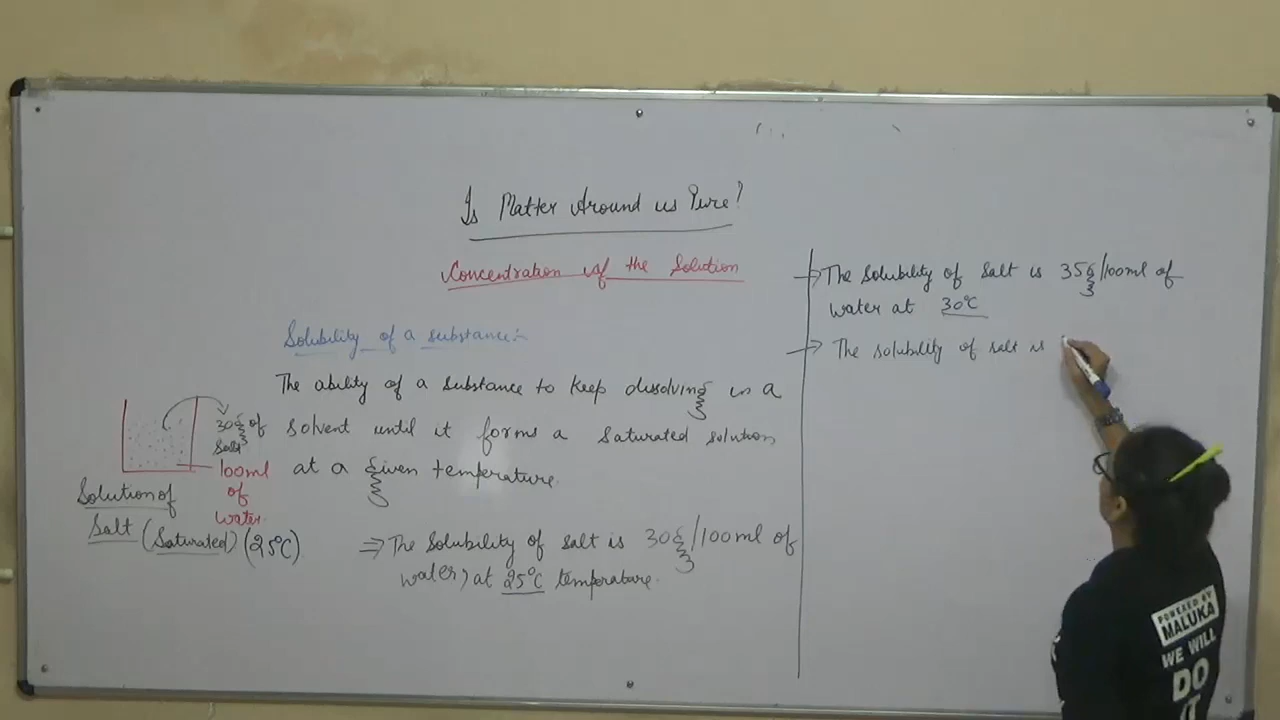 Is Matter Around us Pure?
Concentration of the Solution
Solubility of a substance:-
The ability of a substance to keep dissolving in a
solvent until it forms a saturated solution
at a given temperature.
30g of
Salt
100ml
of
water
Solution of
Salt (Saturated) (25°C)
⇒ The solubility of salt is 30g/100ml of
water, at 25°C temperature.
→ The solubility of salt is 35g/100ml of
water at 30°C
→ The solubility of salt is
POWERED BY
MALUKA
WE WILL
DO
IT